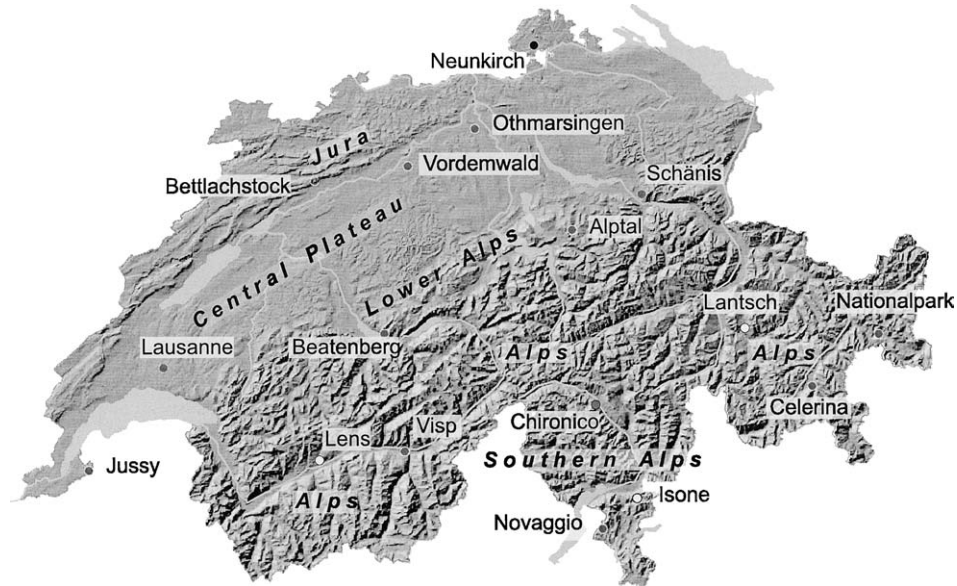 Neunkirch
Othmarsingen
Jura
Vordemwald
Bettlachstock
Schänis
Central Plateau
Lower Alps
Alptal
Lantsch
Nationalpark
Lausanne
Beatenberg
Alps
Alps
Celerina
Chironico
Visp
Lens
Southern Alps
Jussy
Alps
Isone
Novaggio